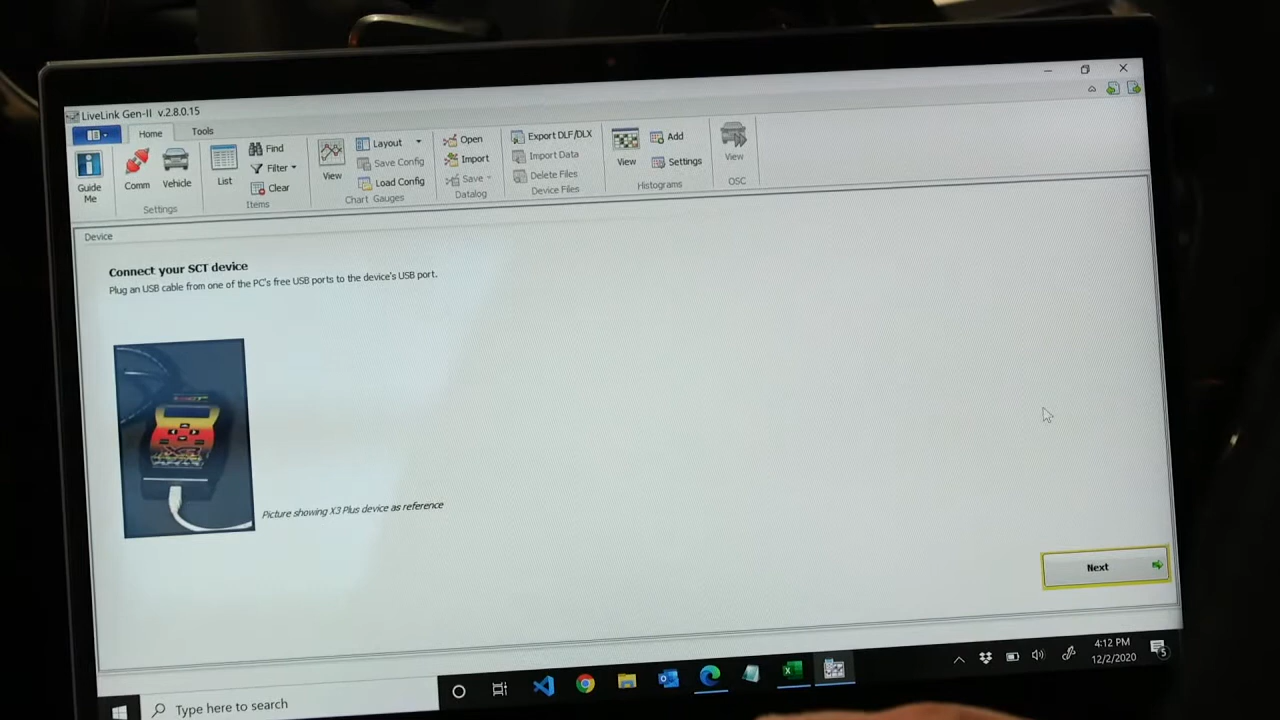 LiveLink Gen-II v.2.8.0.15
Home
Tools
Guide Me
Comm
Vehicle
Settings
List
Find
Filter
Clear
Items
View
Layout
Save Config
Load Config
Chart Gauges
Open
Import
Save
Datalog
Export DLF/DLX
Import Data
Delete Files
Device Files
View
Add
Settings
Histograms
View
OSC
Device
Connect your SCT device
Plug an USB cable from one of the PC's free USB ports to the device's USB port.
Picture showing X3 Plus device as reference
Next
Type here to search
4:12 PM
12/2/2020
5